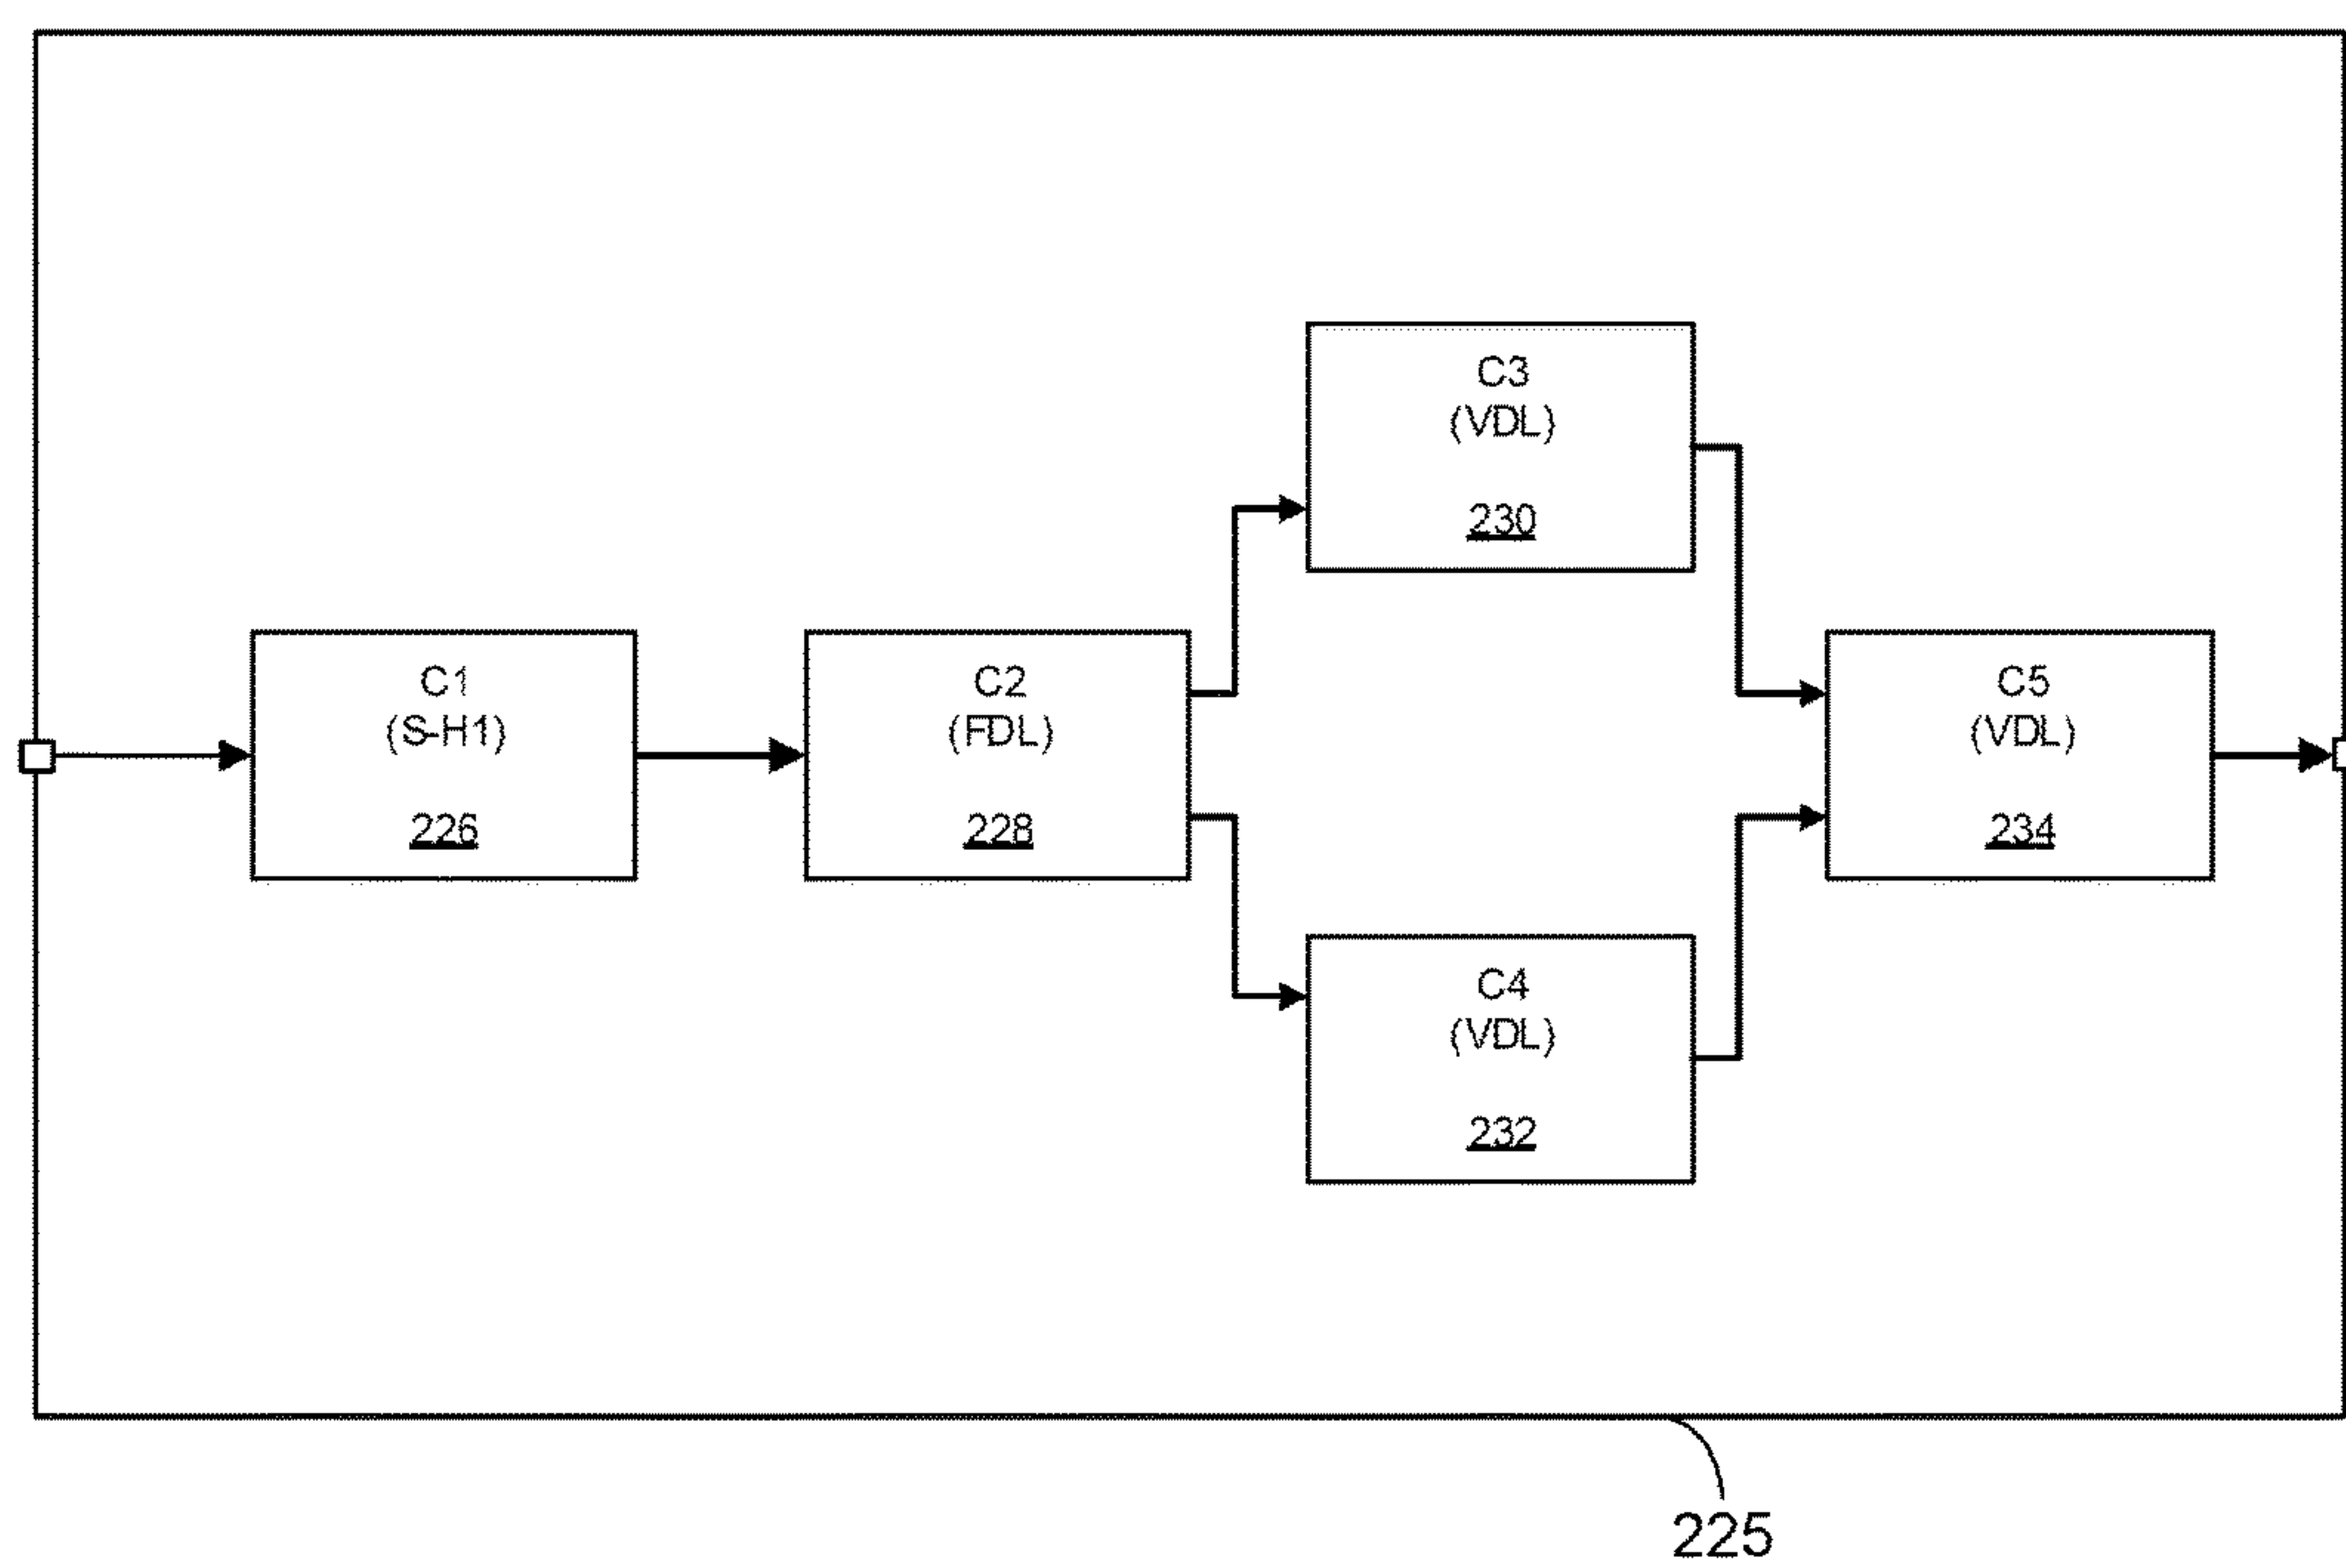 C1
(S-H1)
226
C2
(FDL)
228
C3
(VDL)
230
C4
(VDL)
232
C5
(VDL)
234
225